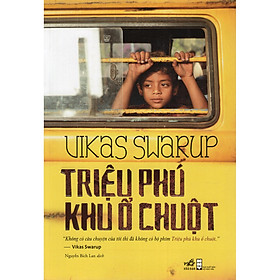 VIKAS SWARUP
TRIỆU PHÚ
KHU Ổ CHUỘT
"Không có câu chuyện của tôi thì đã không có bộ phim Triệu phú khu ổ chuột."
— Vikas Swarup
Nguyễn Bích Lan dịch